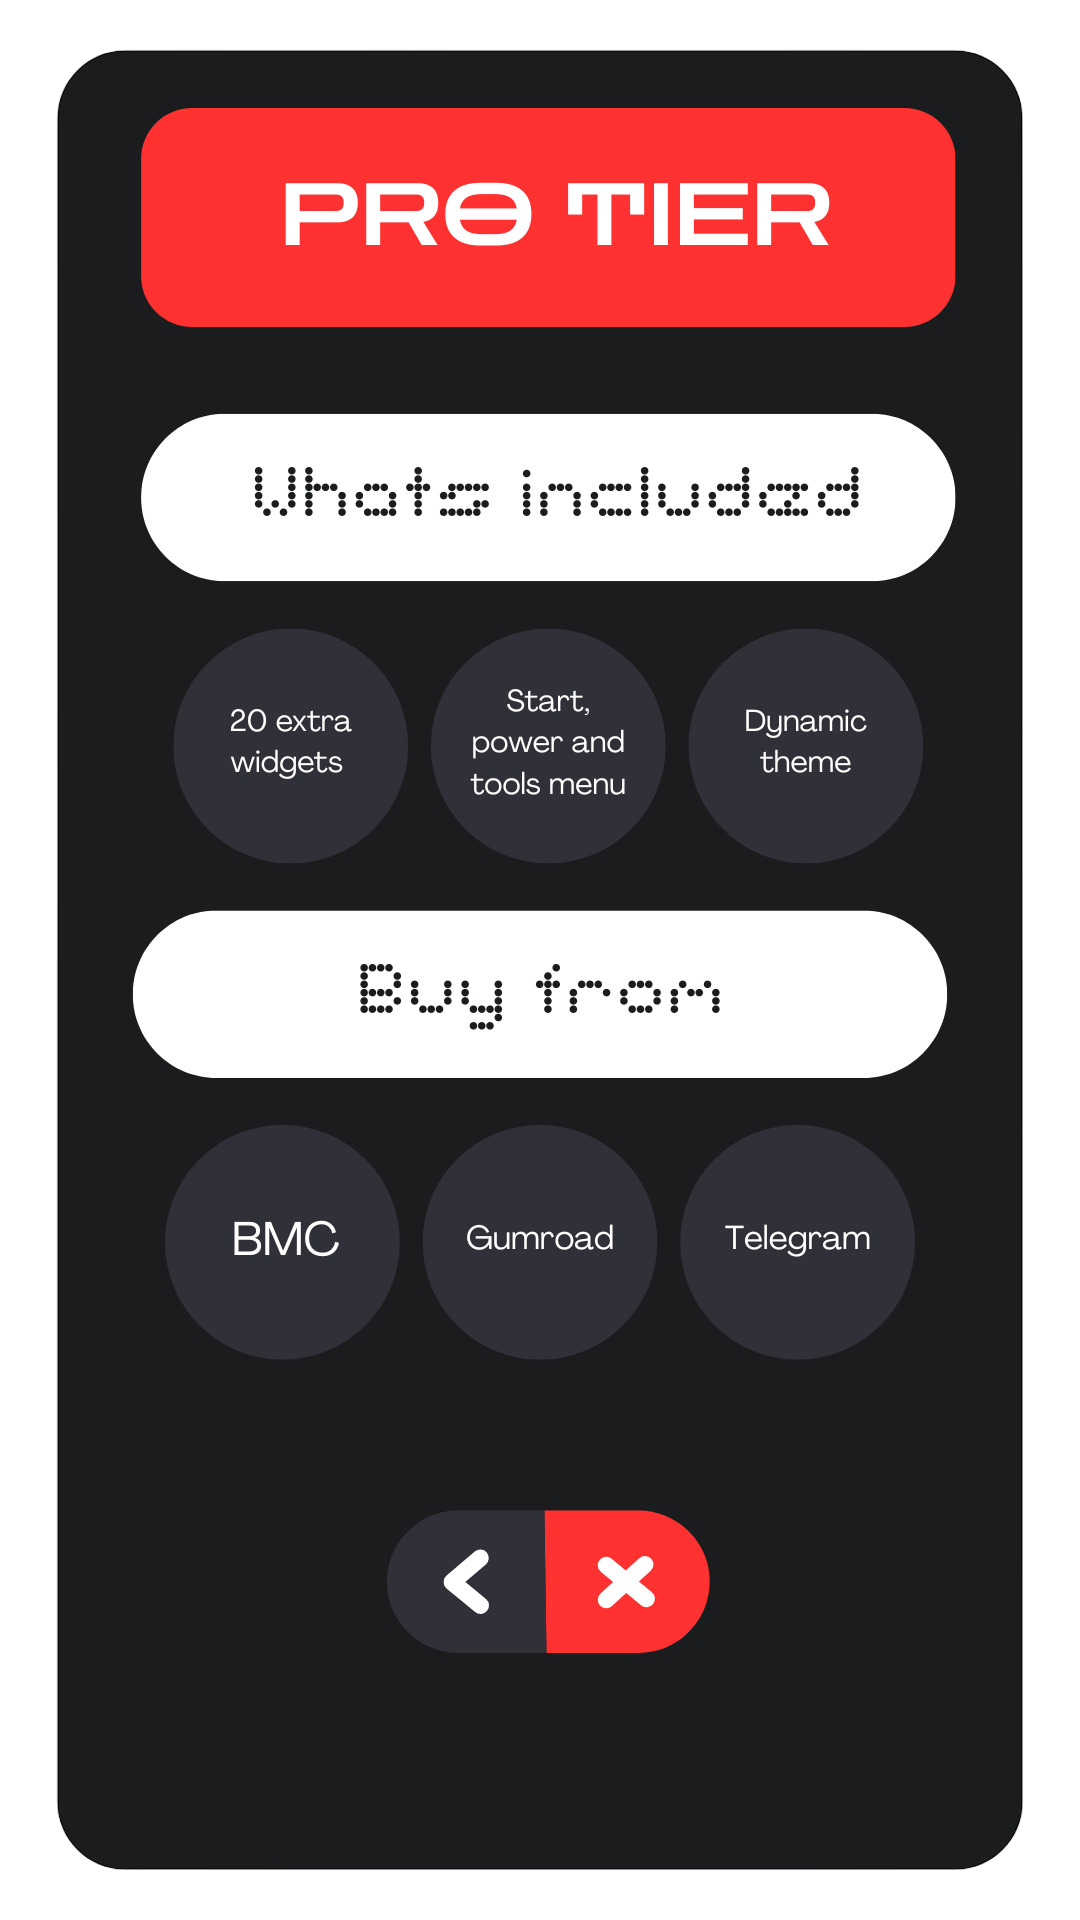 PRO TIER
Whats included
20 extra
widgets
Start,
power and
tools menu
Dynamic
theme
Buy from
BMC
Gumroad
Telegram